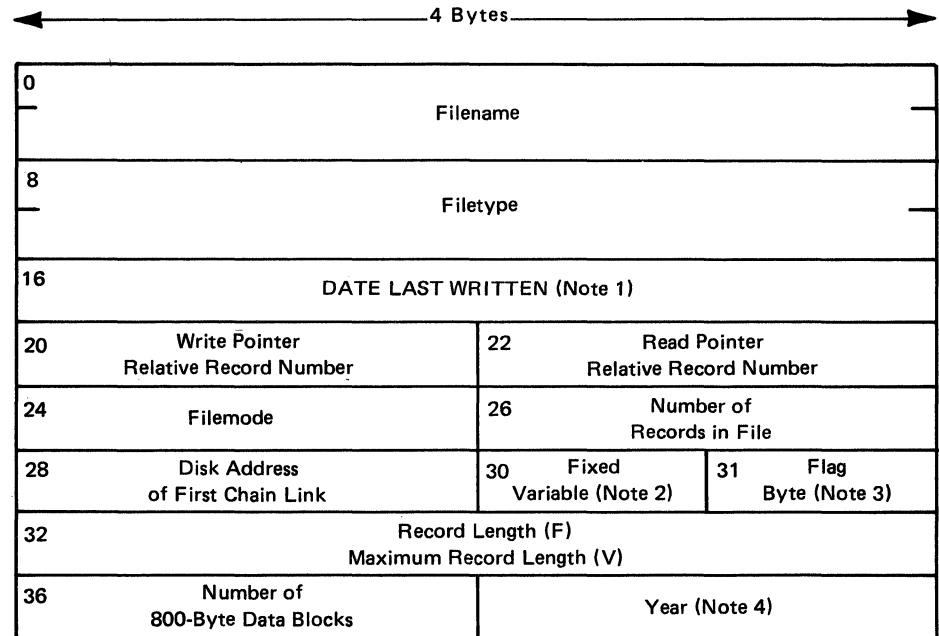 4 Bytes
0
Filename
8
Filetype
16
DATE LAST WRITTEN (Note 1)
20
Write Pointer
Relative Record Number
22
Read Pointer
Relative Record Number
24
Filemode
26
Number of
Records in File
28
Disk Address
of First Chain Link
30
Fixed
Variable (Note 2)
31
Flag
Byte (Note 3)
32
Record Length (F)
Maximum Record Length (V)
36
Number of
800-Byte Data Blocks
Year (Note 4)